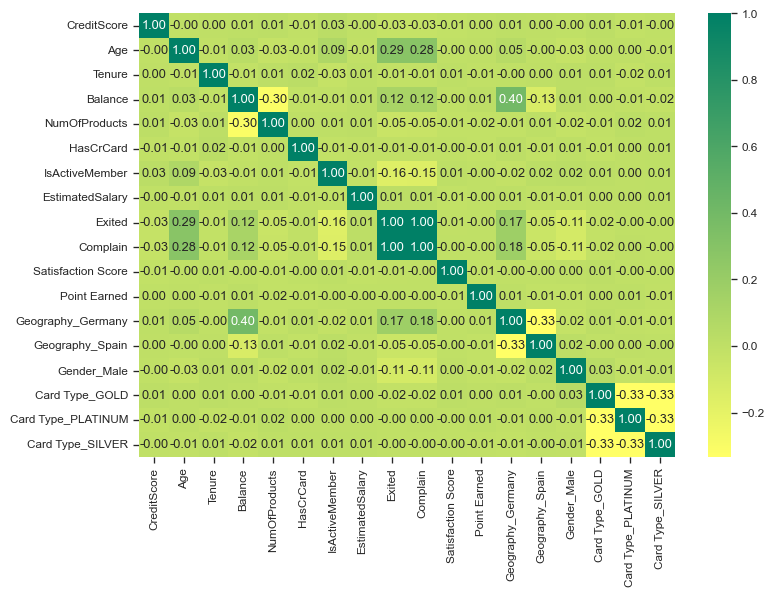 CreditScore 1.00 -0.00 0.00 0.01 0.01 -0.01 0.03 -0.00 -0.03 -0.03 -0.01 0.00 0.01 0.00 -0.00 0.01 -0.01 -0.00
Age -0.00 1.00 -0.01 0.03 -0.03 -0.01 0.09 -0.01 0.29 0.28 -0.00 0.00 0.05 -0.00 -0.03 0.00 0.00 -0.01
Tenure 0.00 -0.01 1.00 -0.01 0.01 0.02 -0.03 0.01 -0.01 -0.01 0.01 -0.01 -0.00 0.00 0.01 0.01 -0.02 0.01
Balance 0.01 0.03 -0.01 1.00 -0.30 -0.01 -0.01 0.01 0.12 0.12 -0.00 0.01 0.40 -0.13 0.01 0.00 -0.01 -0.02
NumOfProducts 0.01 -0.03 0.01 -0.30 1.00 0.00 0.01 0.01 -0.05 -0.05 -0.01 -0.02 -0.01 0.01 -0.02 -0.01 0.02 0.01
HasCrCard -0.01 -0.01 0.02 -0.01 0.00 1.00 -0.01 -0.01 -0.01 -0.01 -0.01 -0.01 0.01 -0.01 0.01 -0.01 0.00 0.01
IsActiveMember 0.03 0.09 -0.03 -0.01 0.01 -0.01 1.00 -0.01 -0.16 -0.15 0.01 -0.00 -0.02 0.02 0.02 0.01 0.00 0.01
EstimatedSalary -0.00 -0.01 0.01 0.01 0.01 -0.01 -0.01 1.00 0.01 0.01 -0.01 -0.00 0.01 -0.01 -0.01 -0.01 0.00 0.01
Exited -0.03 0.29 -0.01 0.12 -0.05 -0.01 -0.16 0.01 1.00 1.00 -0.01 -0.00 0.17 -0.05 -0.11 -0.02 -0.00 -0.00
Complain -0.03 0.28 -0.01 0.12 -0.05 -0.01 -0.15 0.01 1.00 1.00 -0.00 -0.00 0.18 -0.05 -0.11 -0.02 0.00 -0.00
Satisfaction Score -0.01 -0.00 0.01 -0.00 -0.01 -0.01 0.01 -0.01 -0.01 -0.00 1.00 -0.01 0.00 -0.00 0.00 0.01 -0.00 0.01
Point Earned 0.00 0.00 -0.01 0.01 -0.02 -0.01 -0.00 -0.00 -0.00 -0.00 -0.01 1.00 0.01 -0.01 -0.01 0.00 0.01 -0.01
Geography_Germany 0.01 0.05 -0.00 0.40 -0.01 0.01 -0.02 0.01 0.17 0.18 0.00 0.01 1.00 -0.33 -0.02 0.01 -0.01 -0.01
Geography_Spain 0.00 -0.00 0.00 -0.13 0.01 -0.01 0.02 -0.01 -0.05 -0.05 -0.00 -0.01 -0.33 1.00 0.02 -0.00 0.00 -0.01
Gender_Male -0.00 -0.03 0.01 0.01 -0.02 0.01 0.02 -0.01 -0.11 -0.11 0.00 -0.01 -0.02 0.02 1.00 0.03 -0.01 -0.01
Card Type_GOLD 0.01 0.00 0.01 0.00 -0.01 -0.01 0.01 -0.01 -0.02 -0.02 0.01 0.00 0.01 -0.00 0.03 1.00 -0.33 -0.33
Card Type_PLATINUM -0.01 0.00 -0.02 -0.01 0.02 0.00 0.00 0.00 -0.00 0.00 -0.00 0.01 -0.01 0.00 -0.01 -0.33 1.00 -0.33
Card Type_SILVER -0.00 -0.01 0.01 -0.02 0.01 0.01 0.01 0.01 -0.00 -0.00 0.01 -0.01 -0.01 -0.01 -0.01 -0.33 -0.33 1.00
CreditScore
Age
Tenure
Balance
NumOfProducts
HasCrCard
IsActiveMember
EstimatedSalary
Exited
Complain
Satisfaction Score
Point Earned
Geography_Germany
Geography_Spain
Gender_Male
Card Type_GOLD
Card Type_PLATINUM
Card Type_SILVER
1.0
0.8
0.6
0.4
0.2
0.0
−0.2